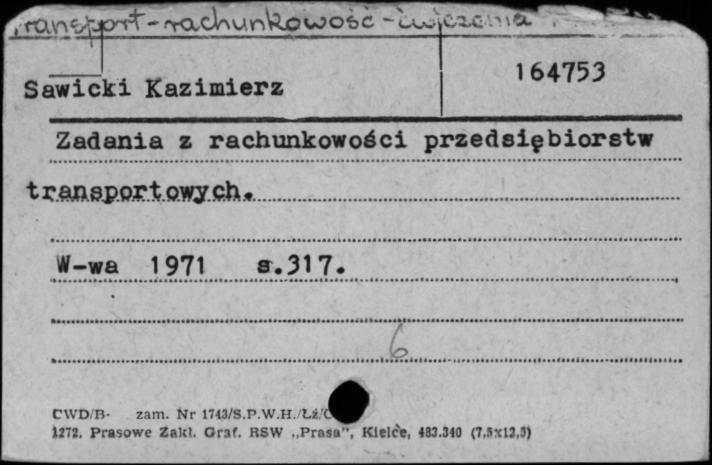 Transport - rachunkowość - ćwiczenia
164753
Sawicki Kazimierz
Zadania z rachunkowości przedsiębiorstw
transportowych.
W-wa 1971 s.317.
6
CWD/B- zam. Nr 1743/S.P.W.H./Łź/
1272. Prasowe Zakł. Graf. RSW „Prasa”, Kielce, 483.340 (7,5x12,5)